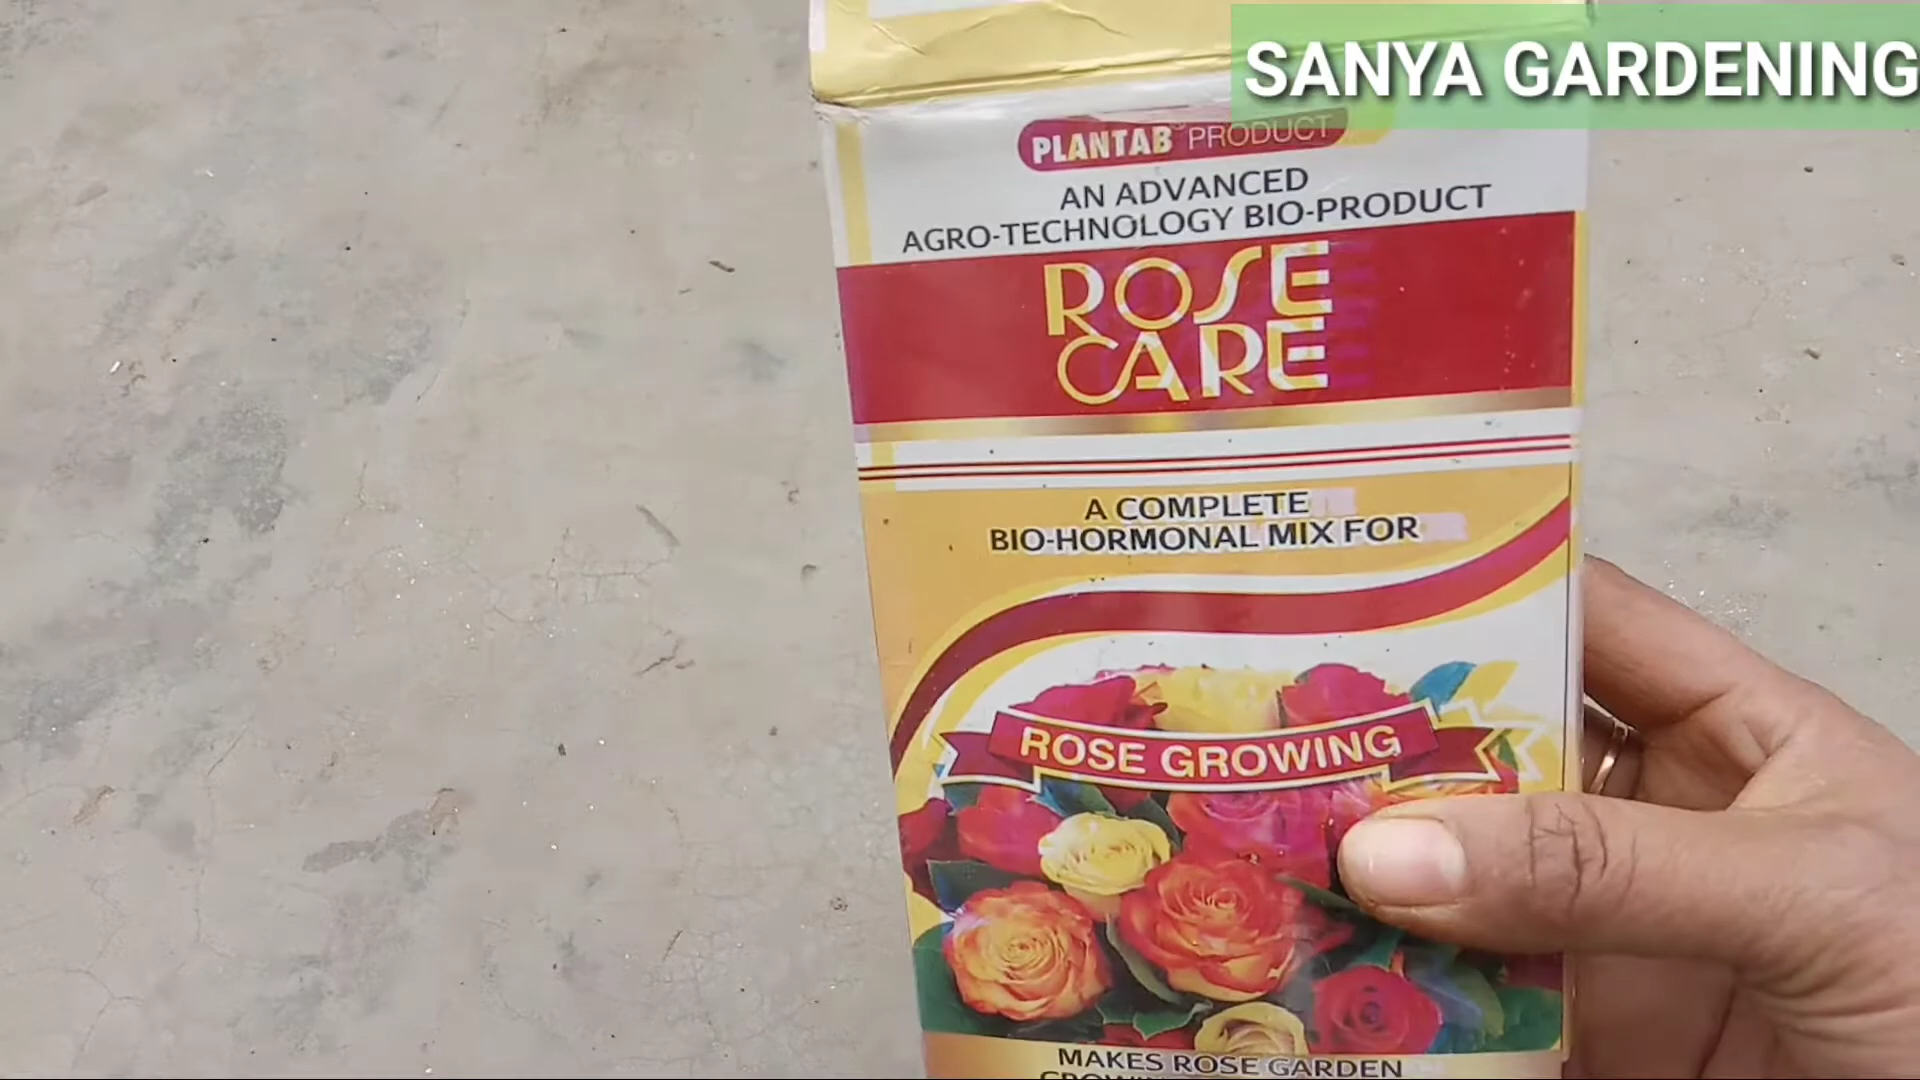 SANYA GARDENING
PLANTAB® PRODUCT
AN ADVANCED
AGRO-TECHNOLOGY BIO-PRODUCT
ROSE
CARE
A COMPLETE
BIO-HORMONAL MIX FOR
ROSE GROWING
MAKES ROSE GARDEN